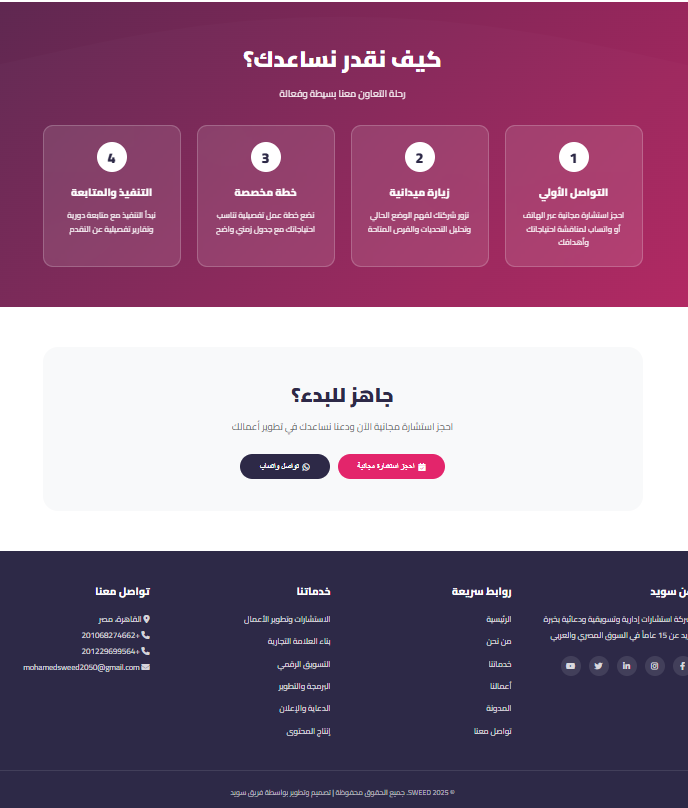 كيف نقدر نساعدك؟
رحلة التعاون معنا بسيطة وفعالة
1
التواصل الأولي
احجز استشارة مجانية عبر الهاتف
أو واتساب لمناقشة احتياجاتك
وأهدافك
2
زيارة ميدانية
نزور شركتك لفهم الوضع الحالي
وتحليل التحديات والفرص المتاحة
3
خطة مخصصة
نضع خطة عمل تفصيلية تناسب
احتياجاتك مع جدول زمني واضح
4
التنفيذ والمتابعة
نبدأ التنفيذ مع متابعة دورية
وتقارير تفصيلية عن التقدم
جاهز للبدء؟
احجز استشارة مجانية الآن ودعنا نساعدك في تطوير أعمالك
احجز استشارة مجانية
تواصل واتساب
سويد
استشارات إدارية وتسويقية ودعائية بخبرة
عن 15 عاماً في السوق المصري والعربي
روابط سريعة
الرئيسية
من نحن
خدماتنا
أعمالنا
المدونة
تواصل معنا
خدماتنا
الاستشارات وتطوير الأعمال
بناء العلامة التجارية
التسويق الرقمي
البرمجة والتطوير
الدعاية والإعلان
إنتاج المحتوى
تواصل معنا
القاهرة، مصر
201068274662+
201229699564+
mohamedsweed2050@gmail.com
© 2025 SWEED. جميع الحقوق محفوظة | تصميم وتطوير بواسطة فريق سويد